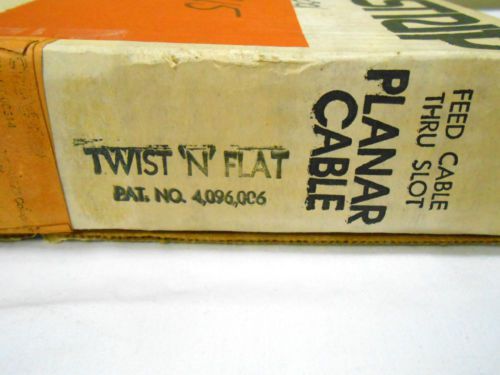 TWIST 'N' FLAT
PAT. NO. 4,096,006
PLANAR
CABLE
FEED CABLE
THRU SLOT